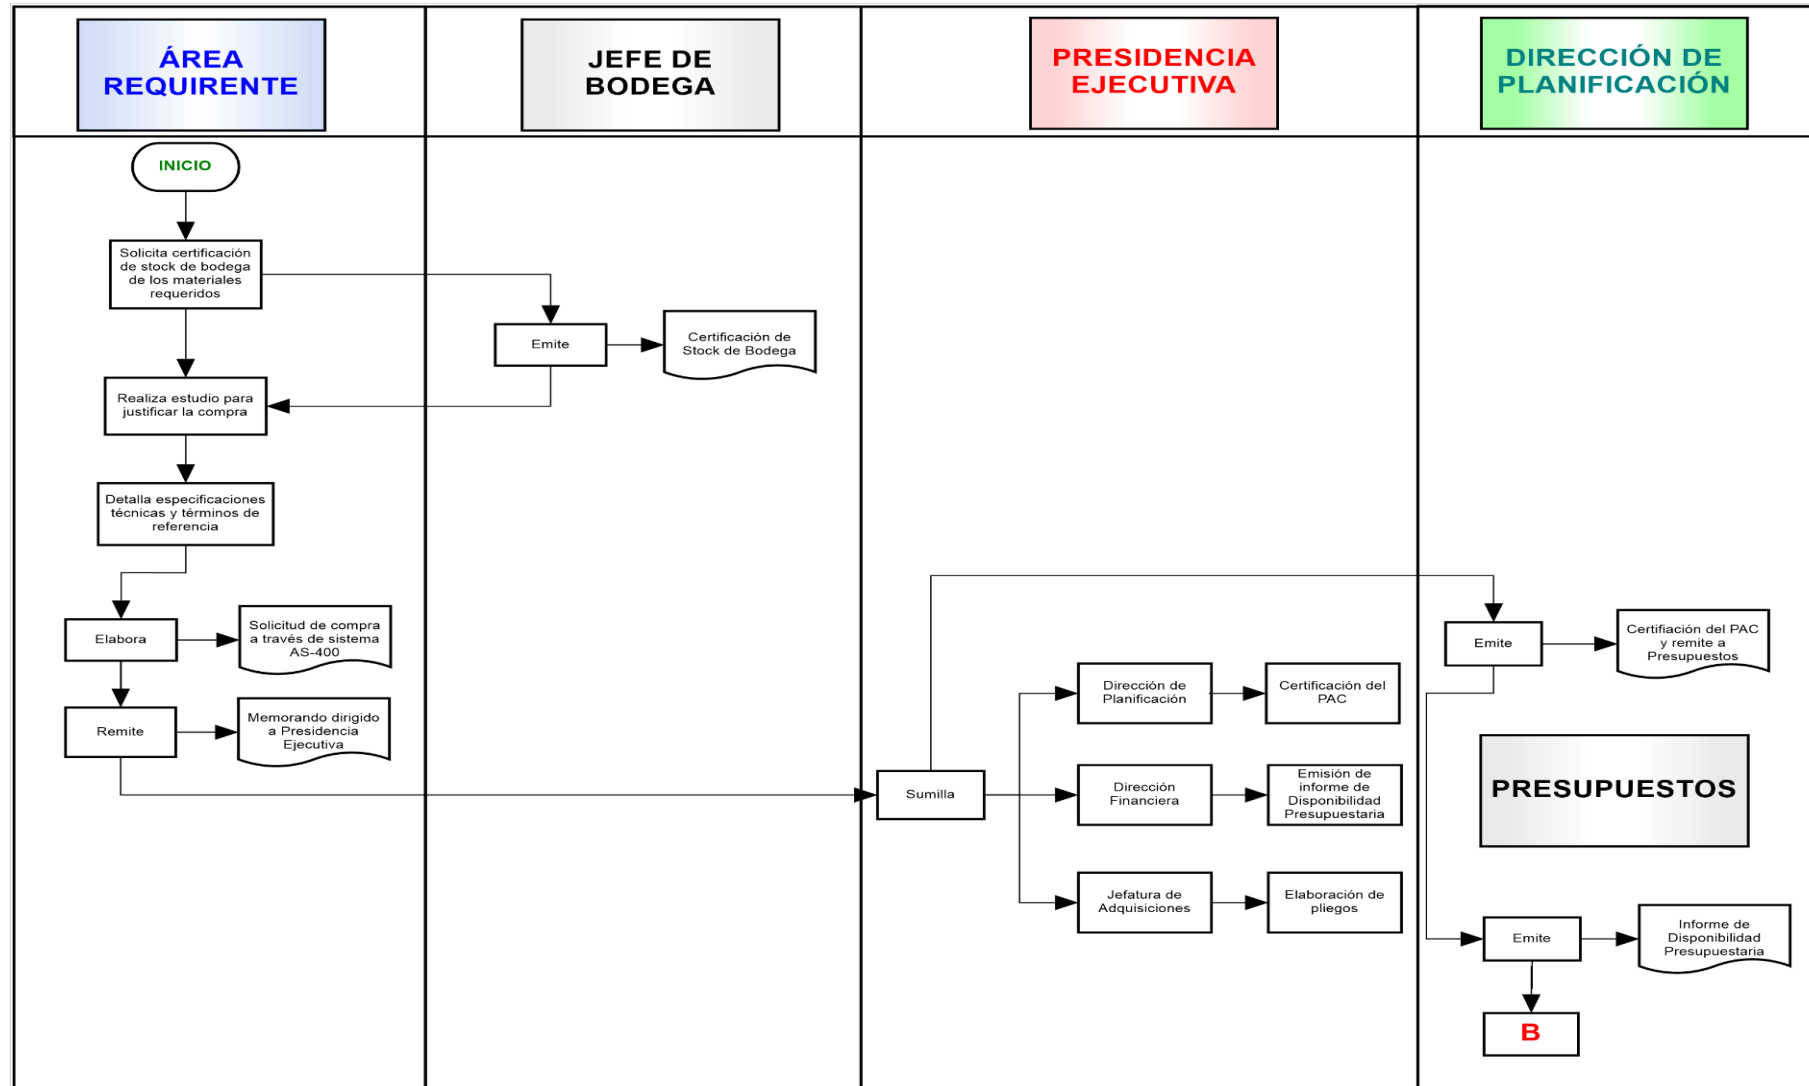 ÁREA
REQUIRENTE
JEFE DE
BODEGA
PRESIDENCIA
EJECUTIVA
DIRECCIÓN DE
PLANIFICACIÓN
INICIO
Solicita certificación
de stock de bodega
de los materiales
requeridos
Emite
Certificación de
Stock de Bodega
Realiza estudio para
justificar la compra
Detalla especificaciones
técnicas y términos de
referencia
Elabora
Solicitud de compra
a través de sistema
AS-400
Remite
Memorando dirigido
a Presidencia
Ejecutiva
Sumilla
Dirección de
Planificación
Certificación del
PAC
Dirección
Financiera
Emisión de
informe de
Disponibilidad
Presupuestaria
Jefatura de
Adquisiciones
Elaboración de
pliegos
Emite
Certifiación del PAC
y remite a
Presupuestos
PRESUPUESTOS
Emite
Informe de
Disponibilidad
Presupuestaria
B